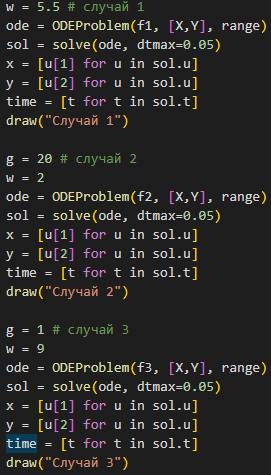 w = 5.5 # случай 1
ode = ODEProblem(f1, [X,Y], range)
sol = solve(ode, dtmax=0.05)
x = [u[1] for u in sol.u]
y = [u[2] for u in sol.u]
time = [t for t in sol.t]
draw("Случай 1")

g = 20 # случай 2
w = 2
ode = ODEProblem(f2, [X,Y], range)
sol = solve(ode, dtmax=0.05)
x = [u[1] for u in sol.u]
y = [u[2] for u in sol.u]
time = [t for t in sol.t]
draw("Случай 2")

g = 1 # случай 3
w = 9
ode = ODEProblem(f3, [X,Y], range)
sol = solve(ode, dtmax=0.05)
x = [u[1] for u in sol.u]
y = [u[2] for u in sol.u]
time = [t for t in sol.t]
draw("Случай 3")